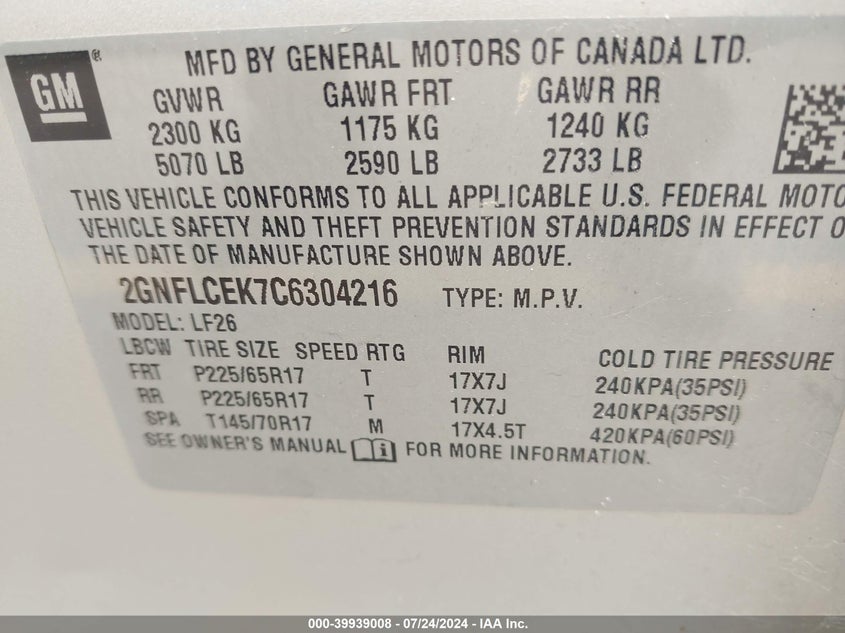 GM ®
MFD BY GENERAL MOTORS OF CANADA LTD.
GVWR GAWR FRT GAWR RR
2300 KG 1175 KG 1240 KG
5070 LB 2590 LB 2733 LB
THIS VEHICLE CONFORMS TO ALL APPLICABLE U.S. FEDERAL MOTO
VEHICLE SAFETY AND THEFT PREVENTION STANDARDS IN EFFECT O
THE DATE OF MANUFACTURE SHOWN ABOVE.
2GNFLCEK7C6304216 TYPE: M.P.V.
MODEL: LF26
LBCW TIRE SIZE SPEED RTG RIM COLD TIRE PRESSURE
FRT P225/65R17 T 17X7J 240KPA(35PSI)
RR P225/65R17 T 17X7J 240KPA(35PSI)
SPA T145/70R17 M 17X4.5T 420KPA(60PSI)
SEE OWNER'S MANUAL FOR MORE INFORMATION.
000-39939008 - 07/24/2024 - IAA Inc.